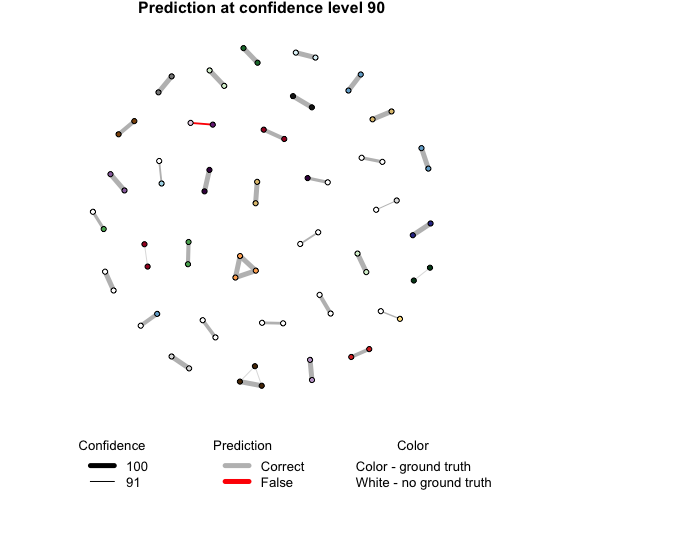 Prediction at confidence level 90
Confidence Prediction Color
100 Correct Color - ground truth
91 False White - no ground truth